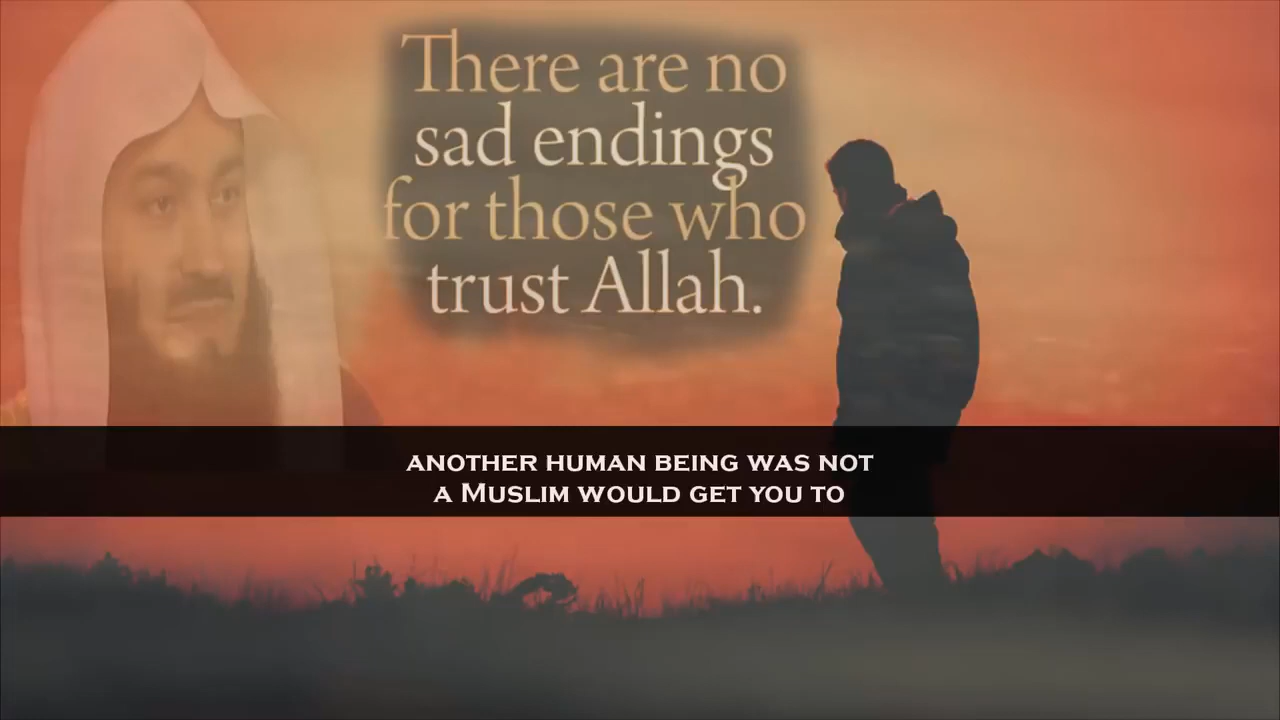 There are no
sad endings
for those who
trust Allah.
ANOTHER HUMAN BEING WAS NOT
A MUSLIM WOULD GET YOU TO